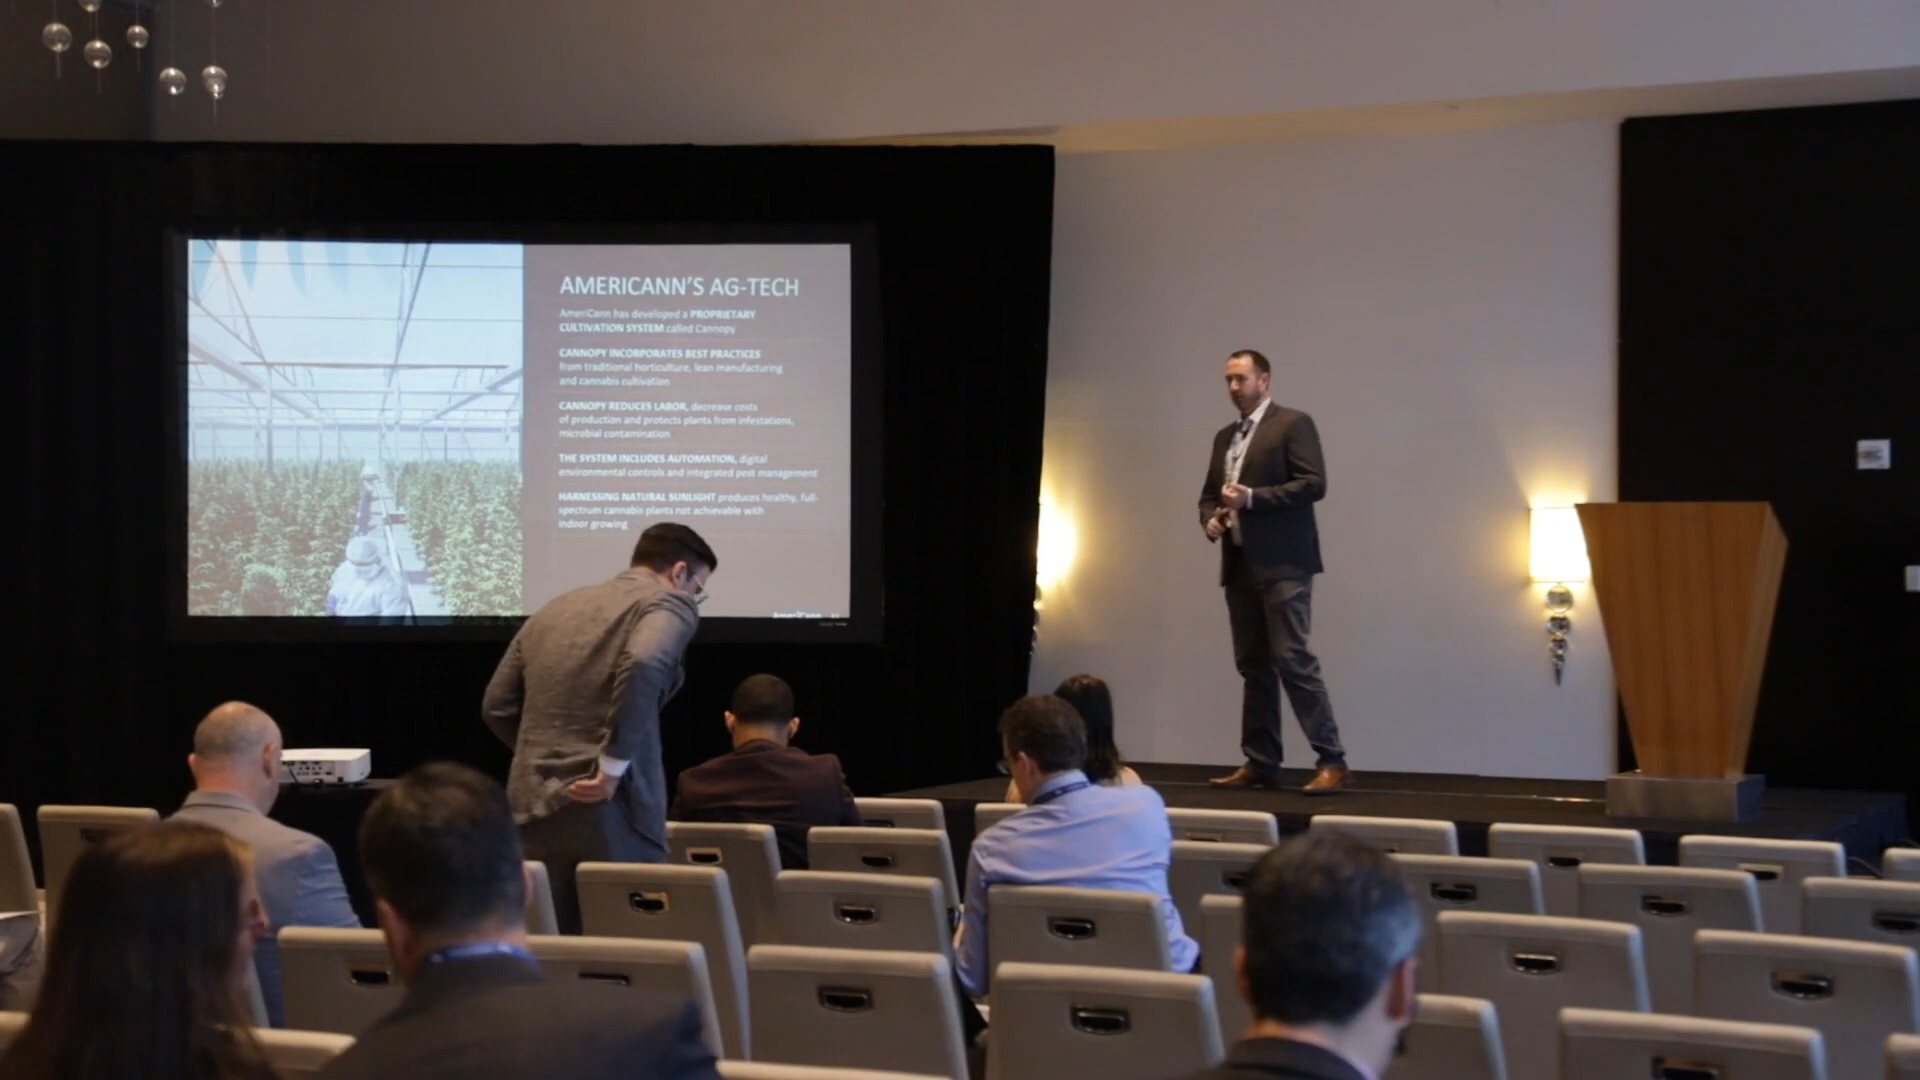 AMERICANN'S AG-TECH
AmeriCann has developed a PROPRIETARY
CULTIVATION SYSTEM called Cannopy
CANNOPY INCORPORATES BEST PRACTICES
from traditional horticulture, lean manufacturing
and cannabis cultivation
CANNOPY REDUCES LABOR, decrease costs
of production and protects plants from infestations,
microbial contamination
THE SYSTEM INCLUDES AUTOMATION, digital
environmental controls and integrated pest management
HARNESSING NATURAL SUNLIGHT produces healthy, full-
spectrum cannabis plants not achievable with
indoor growing
AmeriCann